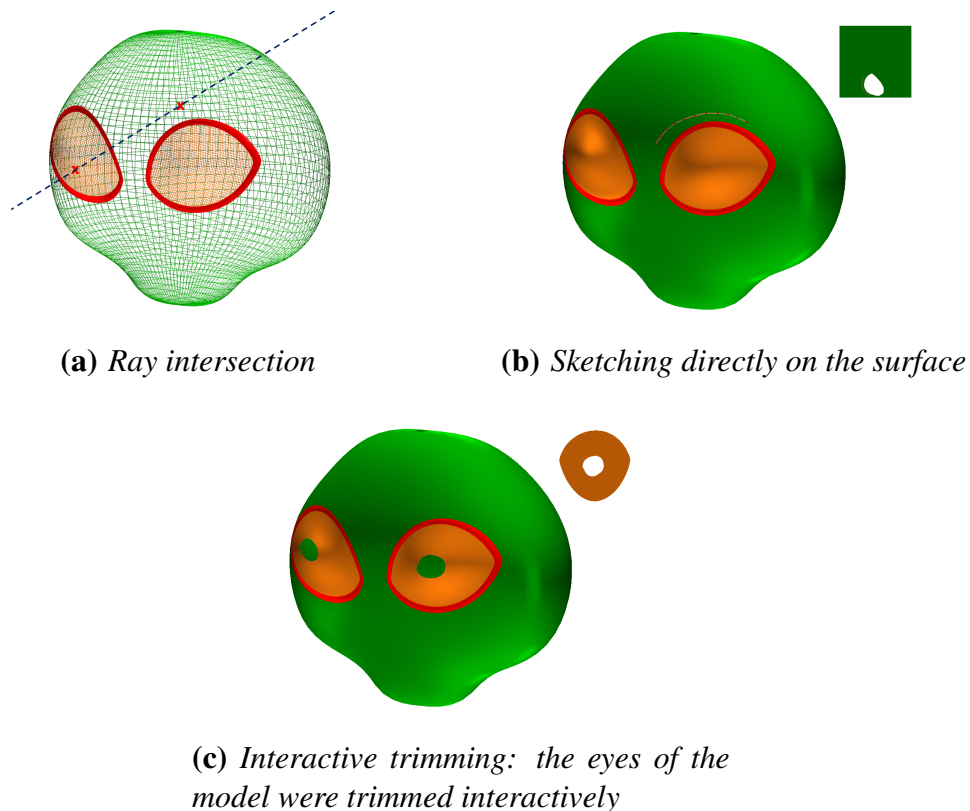 x
x
(a) Ray intersection
(b) Sketching directly on the surface
(c) Interactive trimming: the eyes of the
model were trimmed interactively